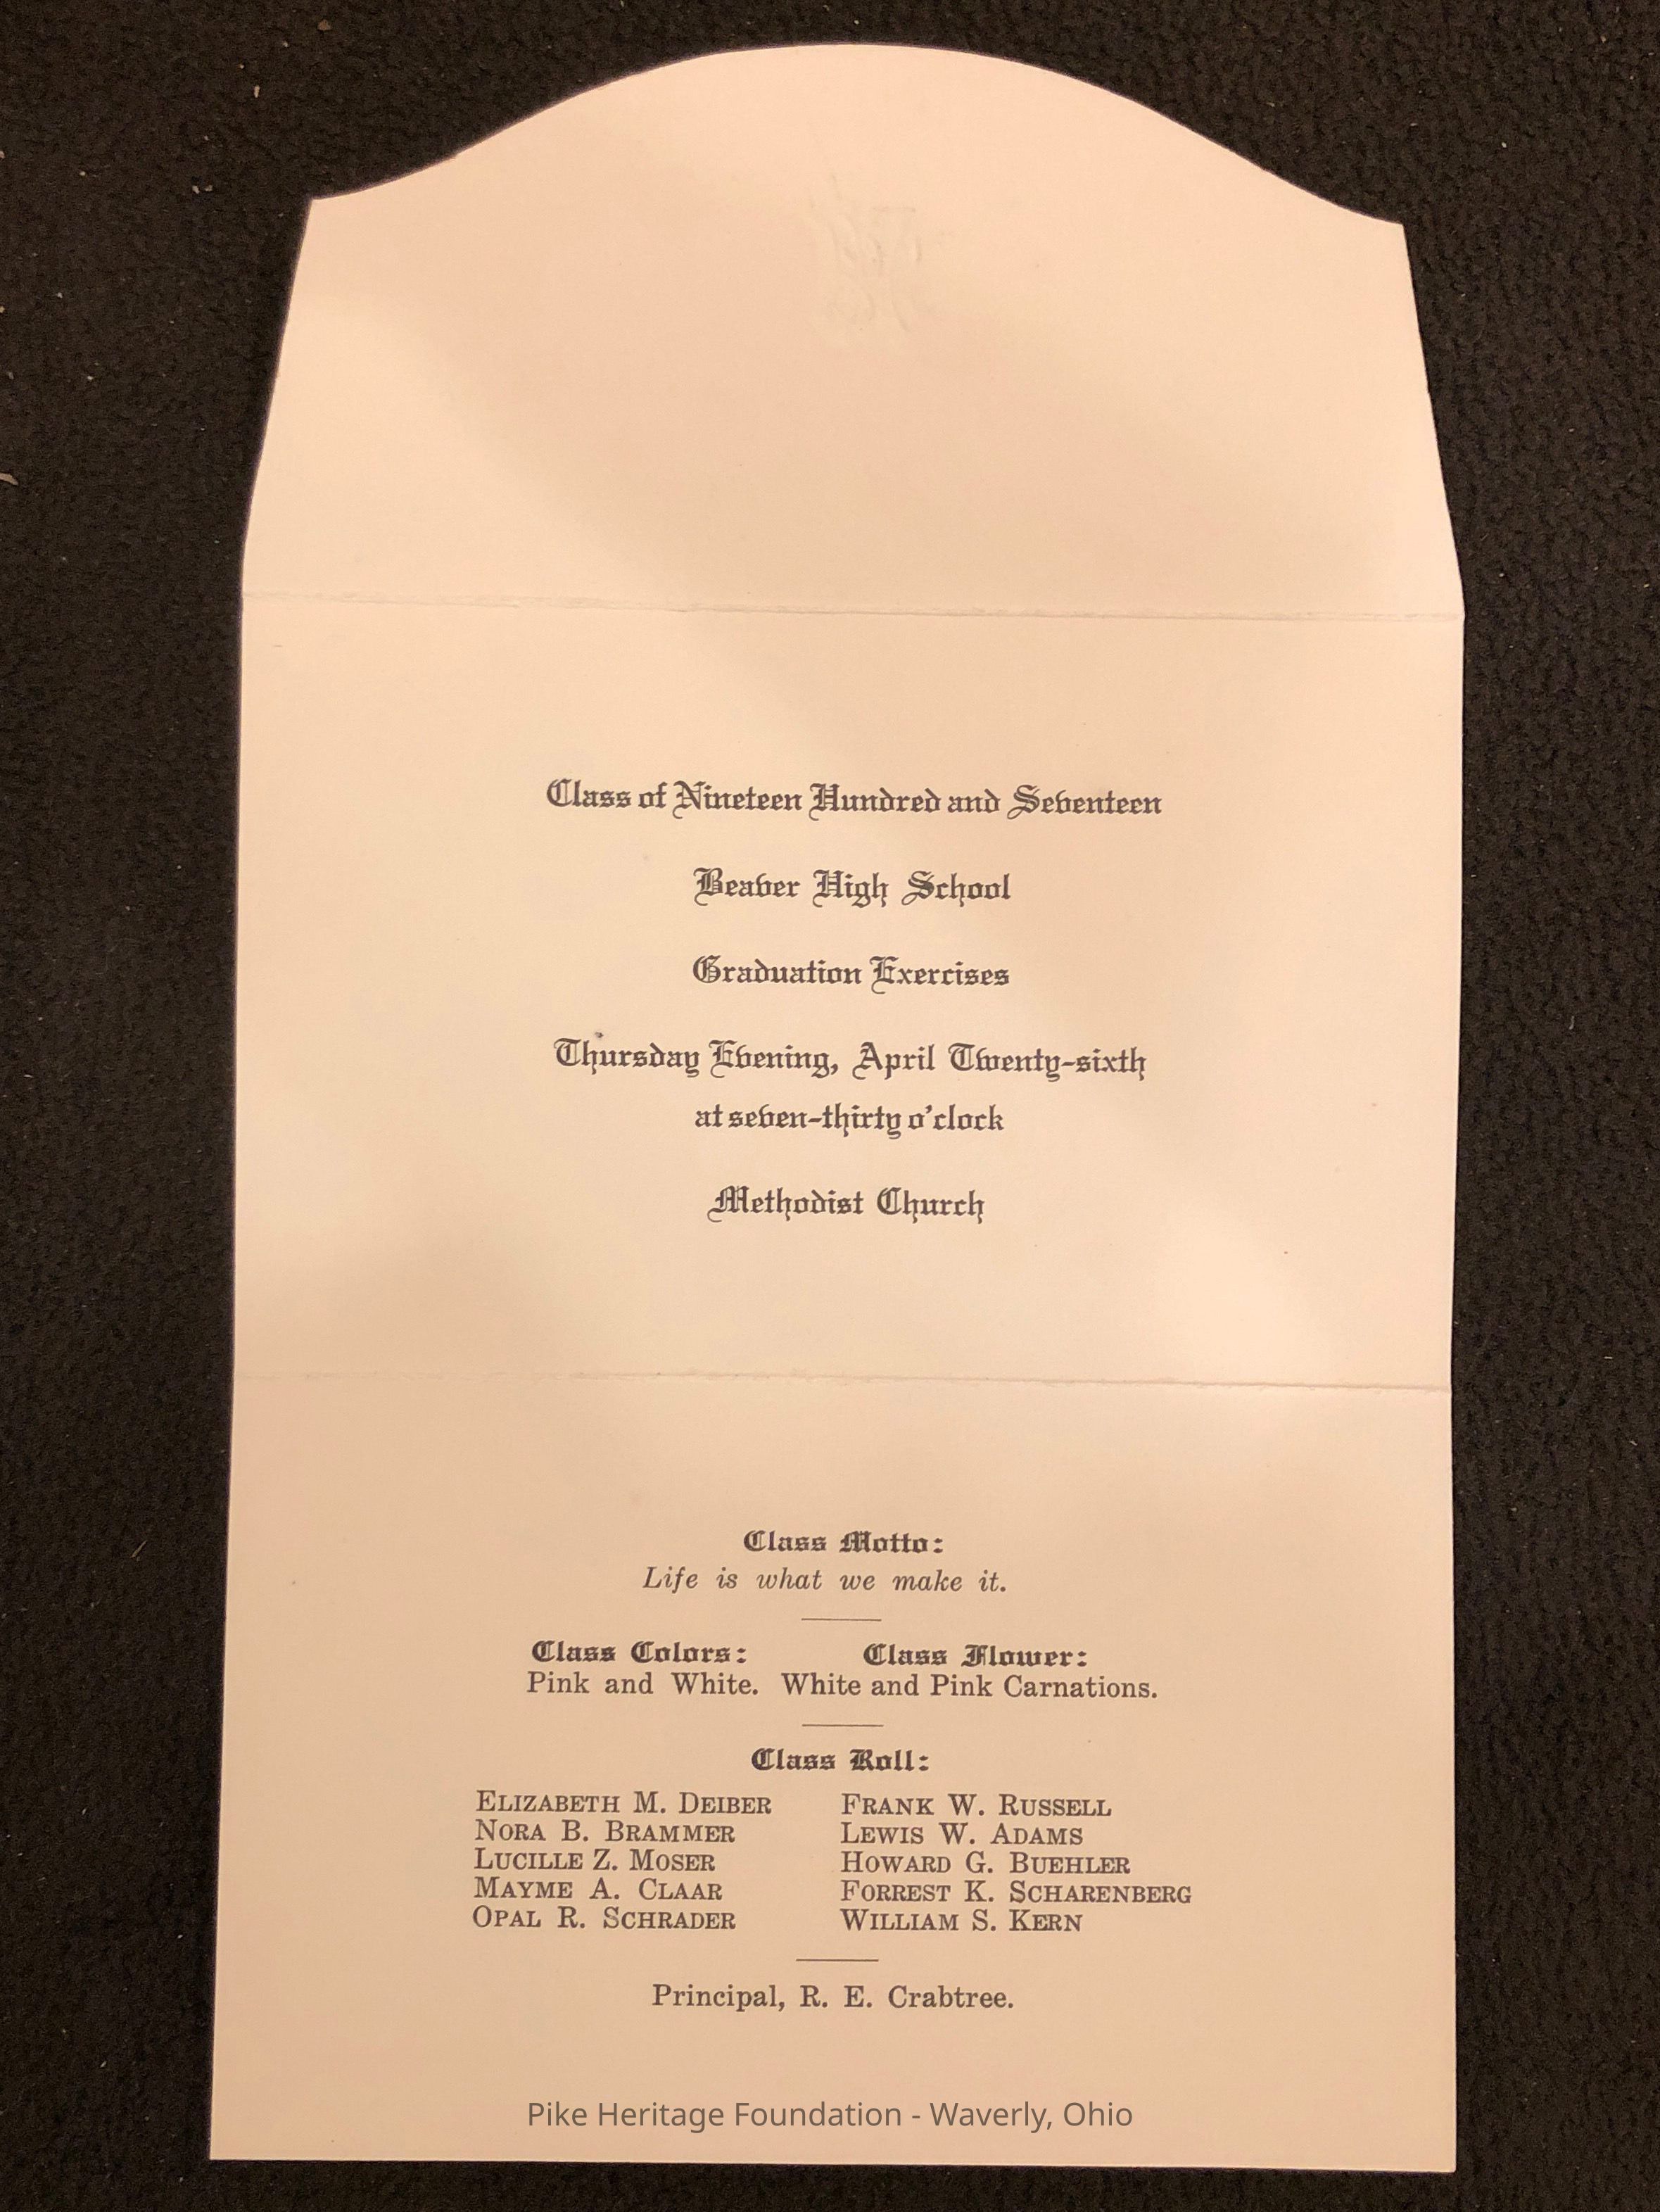 Class of Nineteen Hundred and Seventeen
Beaver High School
Graduation Exercises
Thursday Evening, April Twenty-sixth
at seven-thirty o'clock
Methodist Church
Class Motto:
Life is what we make it.
Class Colors: Class Flower:
Pink and White. White and Pink Carnations.
Class Roll:
ELIZABETH M. DEIBER FRANK W. RUSSELL
NORA B. BRAMMER LEWIS W. ADAMS
LUCILLE Z. MOSER HOWARD G. BUEHLER
MAYME A. CLAAR FORREST K. SCHARENBERG
OPAL R. SCHRADER WILLIAM S. KERN
Principal, R. E. Crabtree.
Pike Heritage Foundation - Waverly, Ohio